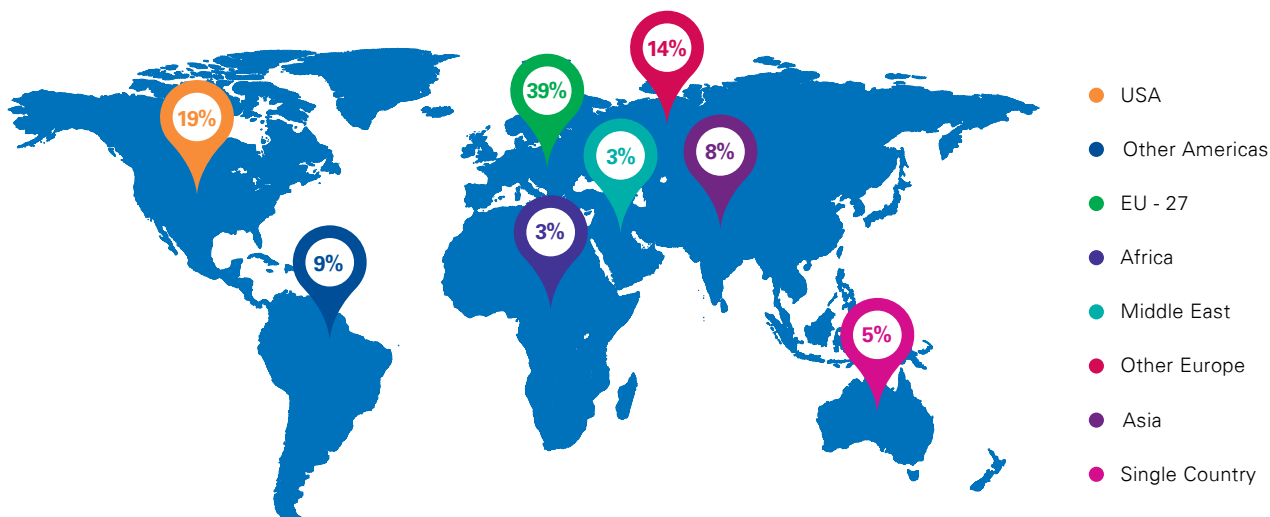 14%
39%
19%
8%
3%
3%
9%
5%
USA
Other Americas
EU - 27
Africa
Middle East
Other Europe
Asia
Single Country